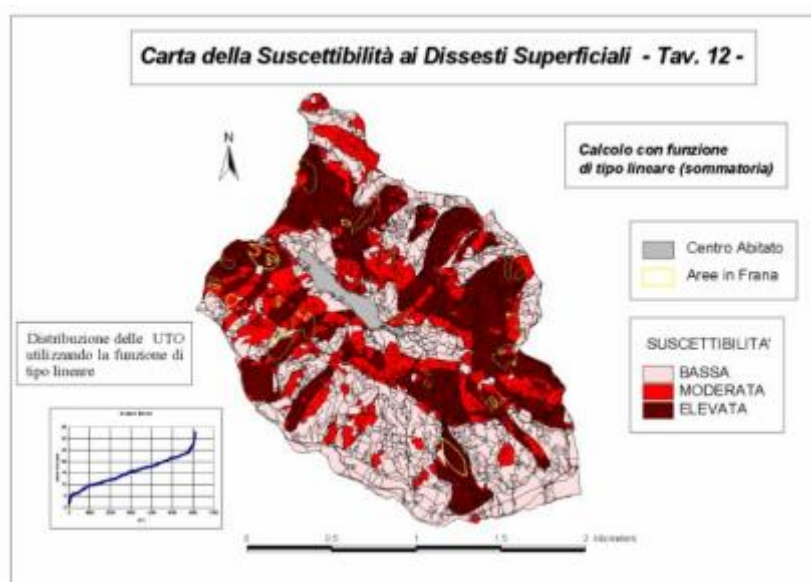 Carta della Suscettibilità ai Dissesti Superficiali - Tav. 12 -
N
Calcolo con funzione
di tipo lineare (sommatoria)
Centro Abitato
Aree in Frana
Distribuzione delle UTO
utilizzando la funzione di
tipo lineare
SUSCETTIBILITA'
BASSA
MODERATA
ELEVATA
0 0.5 1 1.5 2 kilometers